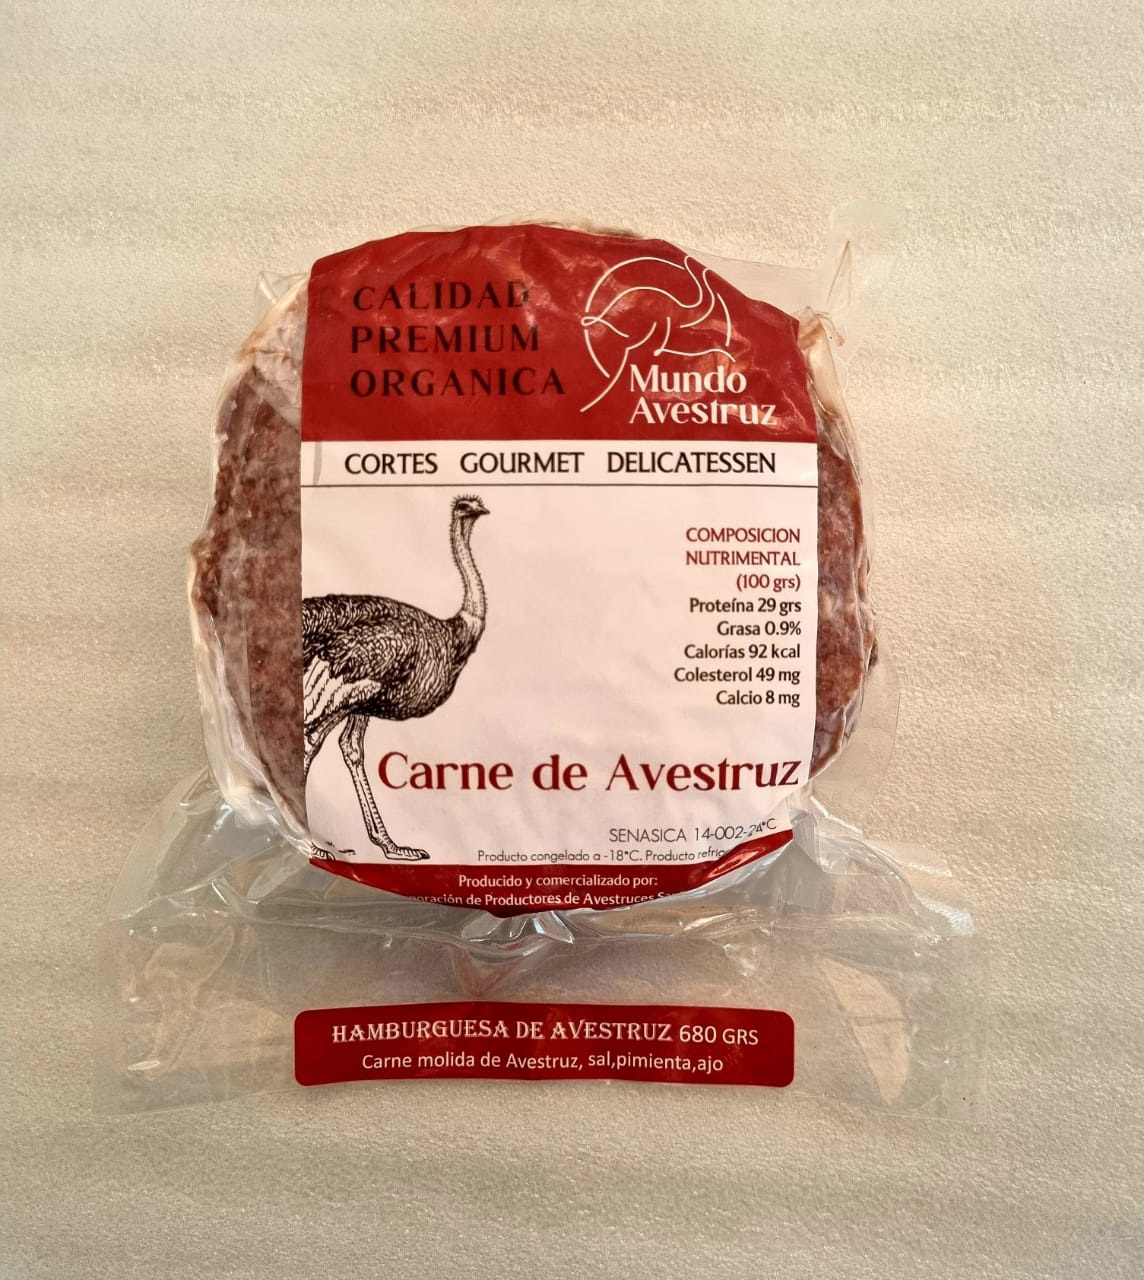 CALIDAD
PREMIUM
ORGANICA
Mundo
Avestruz
CORTES GOURMET DELICATESSEN
COMPOSICION
NUTRIMENTAL
(100 grs)
Proteína 29 grs
Grasa 0.9%
Calorías 92 kcal
Colesterol 49 mg
Calcio 8 mg
Carne de Avestruz
SENASICA 14-002-24°C
Producto congelado a -18°C. Producto
Producido y comercializado por:
de Productores de Avestruces
HAMBURGUESA DE AVESTRUZ 680 GRS
Carne molida de Avestruz, sal,pimienta,ajo